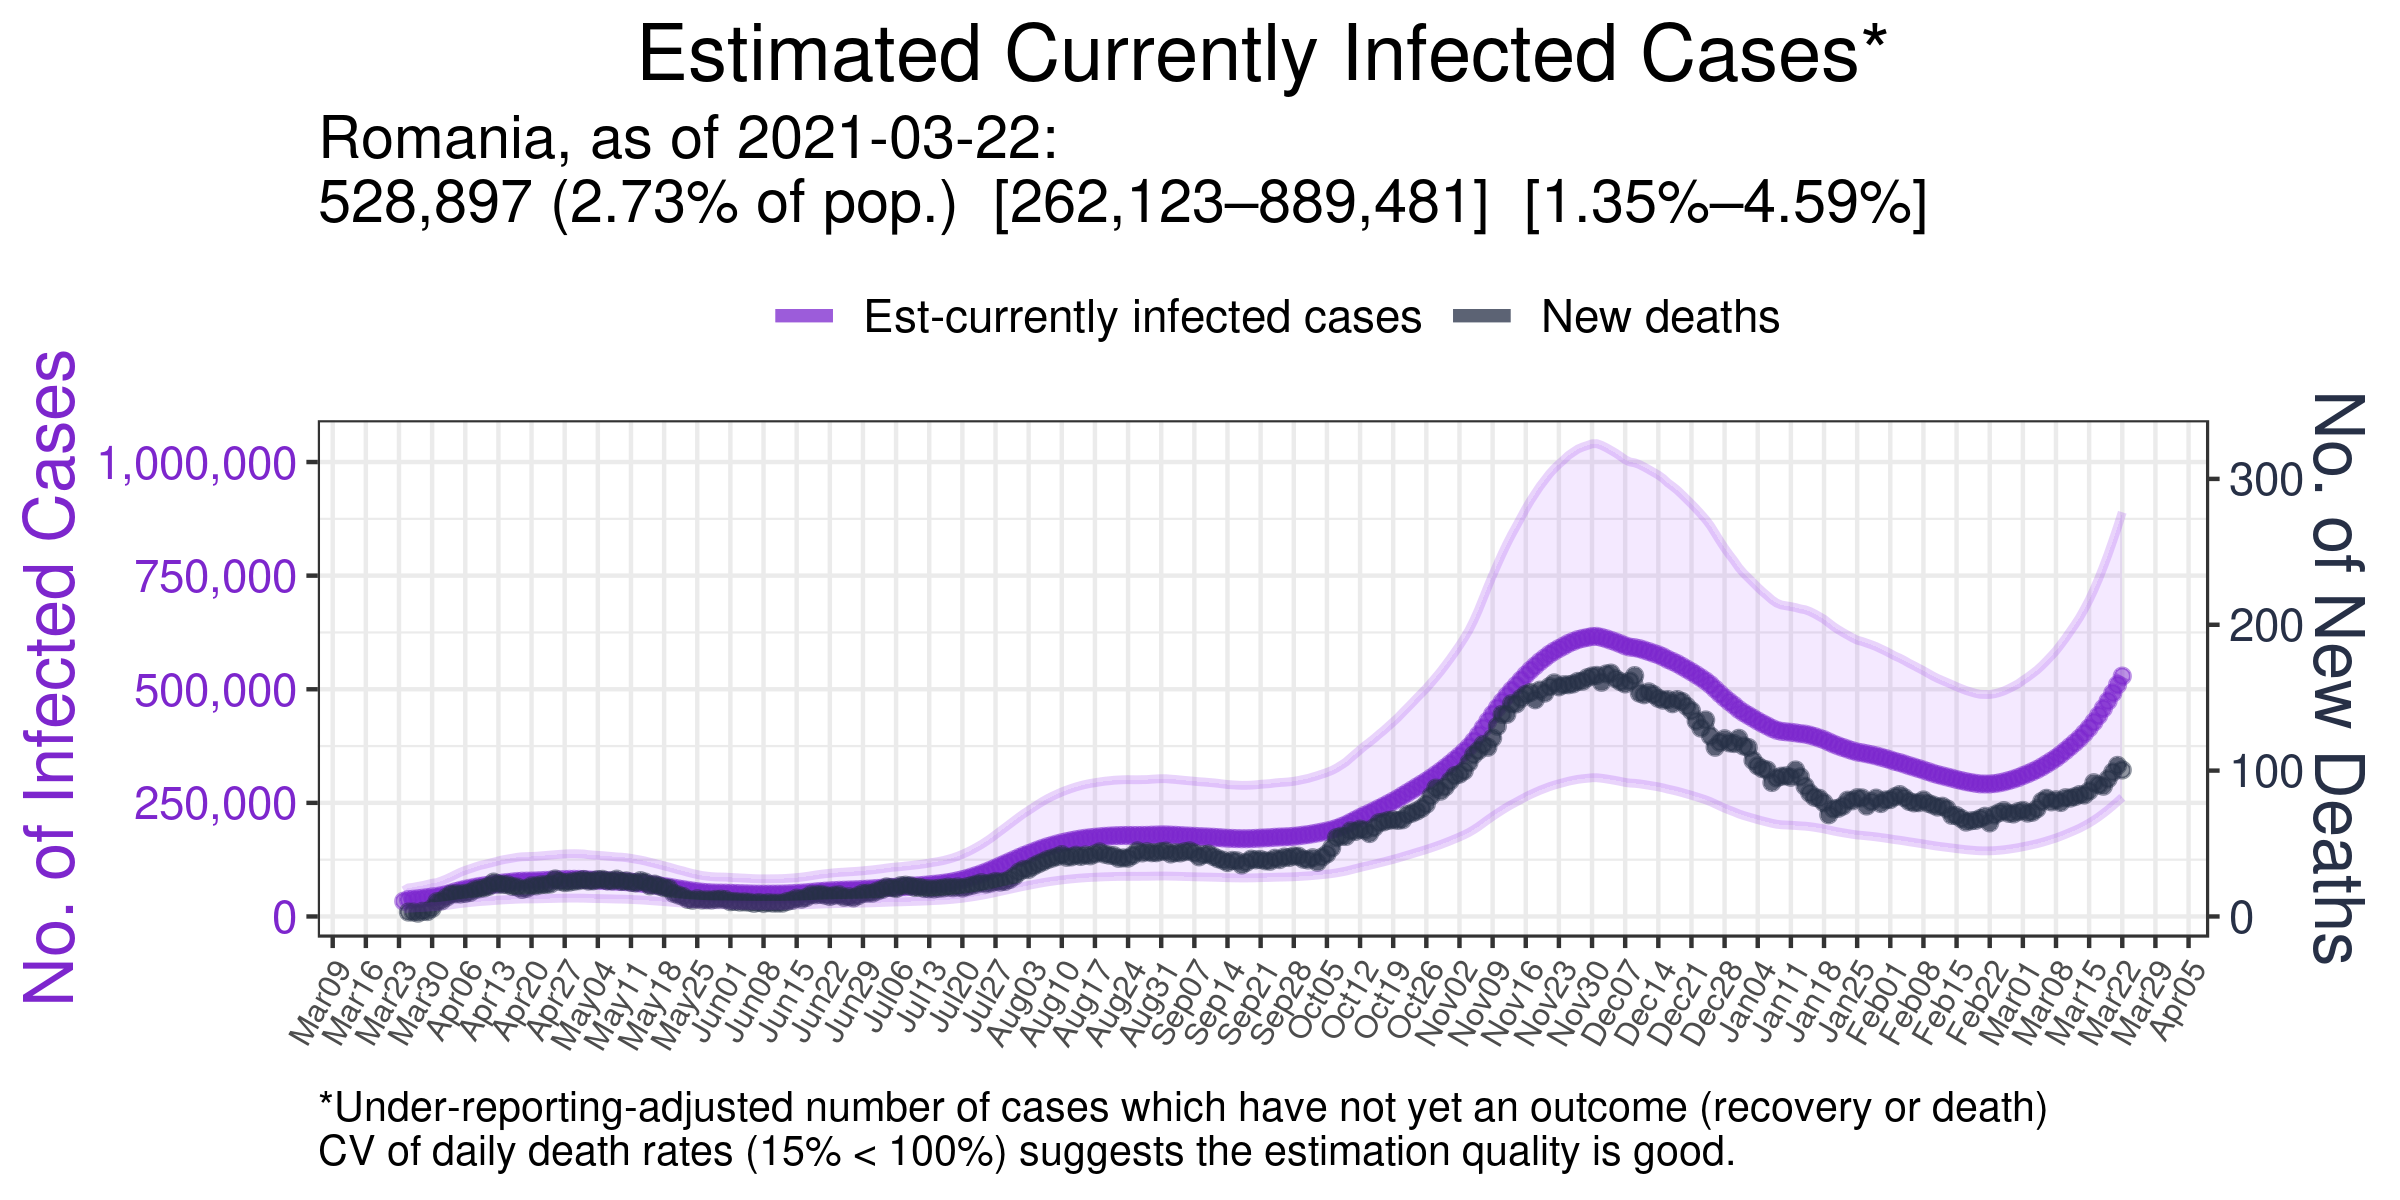 Estimated Currently Infected Cases*
Romania, as of 2021-03-22:
528,897 (2.73% of pop.) [262,123–889,481] [1.35%–4.59%]
Est-currently infected cases
New deaths
No. of Infected Cases
1,000,000
750,000
500,000
250,000
0
No. of New Deaths
300
200
100
0
Mar09
Mar16
Mar23
Mar30
Apr06
Apr13
Apr20
Apr27
May04
May11
May18
May25
Jun01
Jun08
Jun15
Jun22
Jun29
Jul06
Jul13
Jul20
Jul27
Aug03
Aug10
Aug17
Aug24
Aug31
Sep07
Sep14
Sep21
Sep28
Oct05
Oct12
Oct19
Oct26
Nov02
Nov09
Nov16
Nov23
Nov30
Dec07
Dec14
Dec21
Dec28
Jan04
Jan11
Jan18
Jan25
Feb01
Feb08
Feb15
Feb22
Mar01
Mar08
Mar15
Mar22
Mar29
Apr05
*Under-reporting-adjusted number of cases which have not yet an outcome (recovery or death)
CV of daily death rates (15% < 100%) suggests the estimation quality is good.